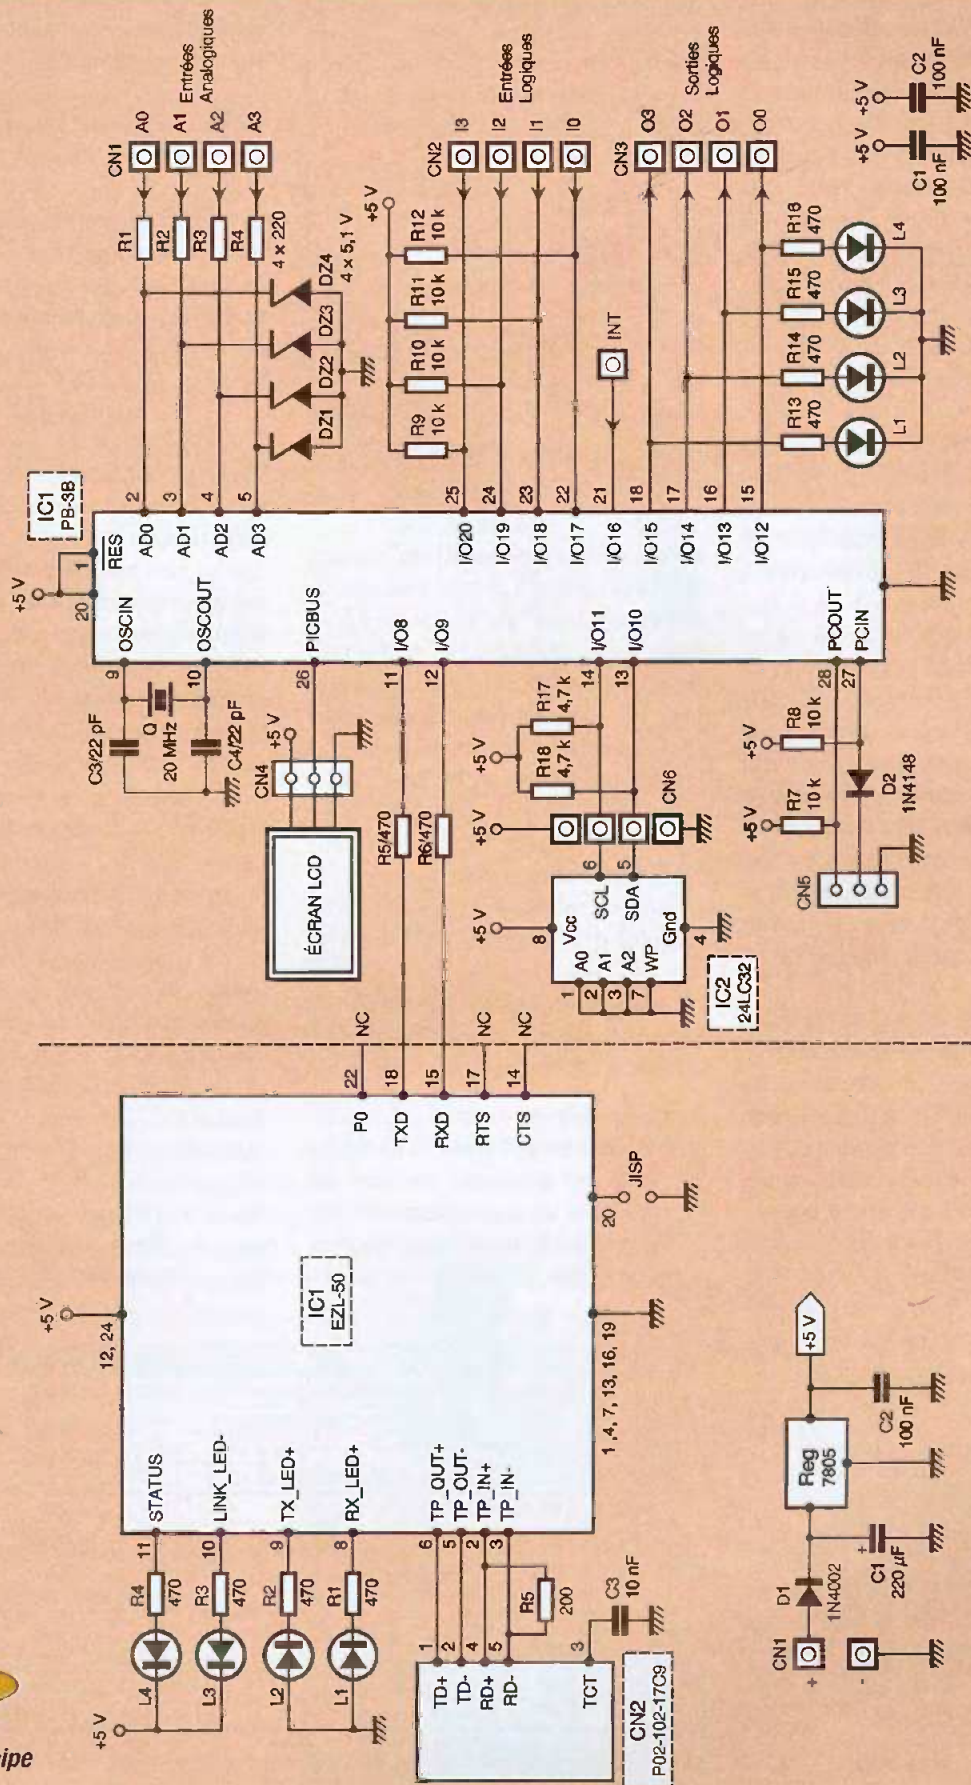 CN1
A0
A1
A2
A3
Entrées
Analogiques
R1
R2
R3
R4
4 x 220
DZ4
DZ3
DZ2
DZ1
4 x 5,1 V
+5 V
R12
10 k
R11
10 k
R10
10 k
R9
10 k
CN2
I3
I2
I1
I0
Entrées
Logiques
INT
CN3
O3
O2
O1
O0
Sorties
Logiques
R16
470
R15
470
R14
470
R13
470
L4
L3
L2
L1
+5 V
C1
100 nF
+5 V
C2
100 nF
IC1
PB-3B
+5 V
20
1
RES
2
AD0
3
AD1
4
AD2
5
AD3
25
I/O20
24
I/O19
23
I/O18
22
I/O17
21
I/O16
18
I/O15
17
I/O14
16
I/O13
15
I/O12
9
OSCIN
10
OSCOUT
26
PICBUS
11
I/O8
12
I/O9
14
I/O11
13
I/O10
28
PCOUT
27
PCIN
C3/22 pF
Q
20 MHz
C4/22 pF
CN4
+5 V
ÉCRAN LCD
R5/470
R6/470
+5 V
R17
4,7 k
R18
4,7 k
+5 V
CN6
+5 V
8
Vcc
6
SCL
5
SDA
1
A0
2
A1
3
A2
7
WP
Gnd
4
IC2
24LC32
+5 V
R8
10 k
+5 V
R7
10 k
D2
1N4148
CN5
NC
22
P0
18
TXD
15
RXD
17
RTS
NC
14
CTS
NC
20
JISP
IC1
EZL-50
+5 V
12, 24
1 ,4, 7, 13, 16, 19
STATUS
11
LINK_LED-
10
TX_LED+
9
RX_LED+
8
TP_OUT+
6
TP_OUT-
5
TP_IN+
2
TP_IN-
3
R4
470
R3
470
R2
470
R1
470
L4
L3
L2
L1
+5 V
1
TD+
2
TD-
4
RD+
5
RD-
3
TCT
R5
200
C3
10 nF
CN2
P02-102-17C9
CN1
+
-
D1
1N4002
+
C1
220 µF
Reg
7805
C2
100 nF
+5 V
ipe